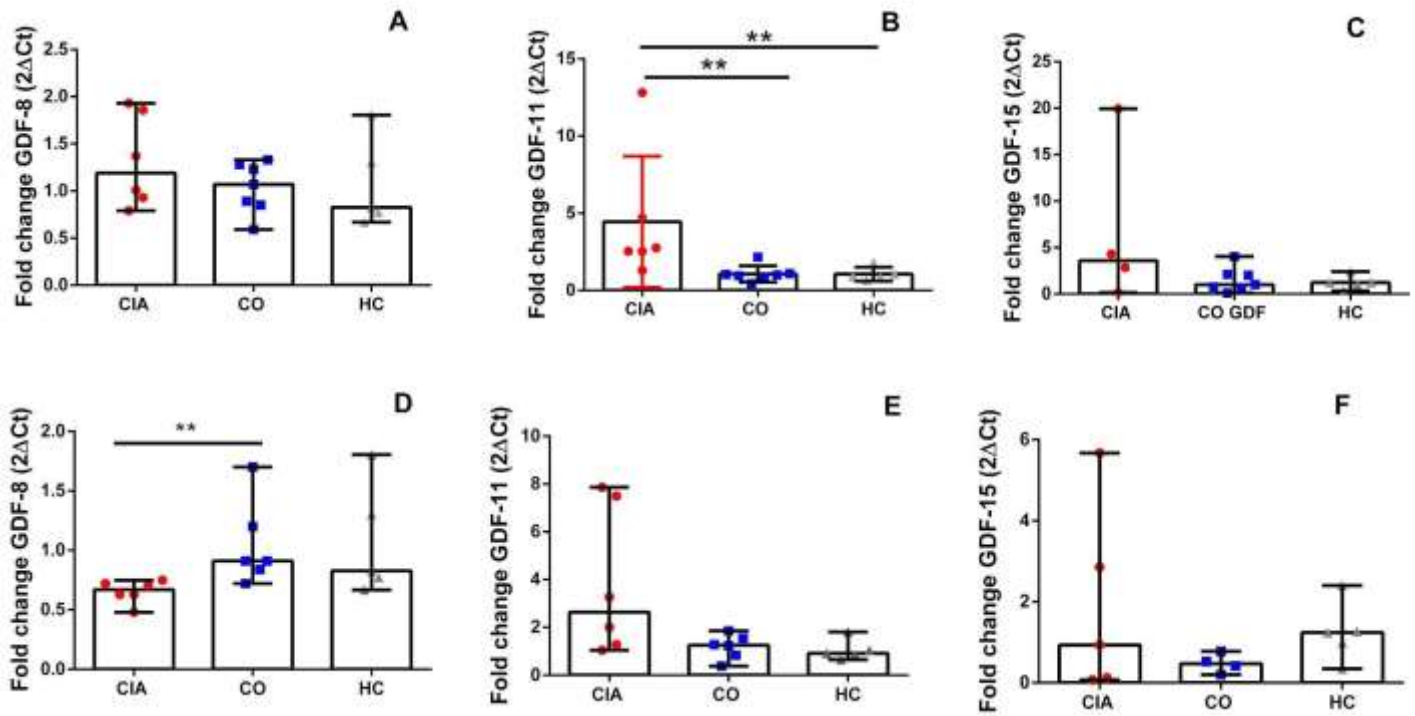 A
Fold change GDF-8 (2ΔCt)
2.5
2.0
1.5
1.0
0.5
0.0
CIA CO HC
B
Fold change GDF-11 (2ΔCt)
**
**
15
10
5
0
CIA CO HC
C
Fold change GDF-15 (2ΔCt)
25
20
15
10
5
0
CIA CO GDF HC
D
Fold change GDF-8 (2ΔCt)
**
2.0
1.5
1.0
0.5
0.0
CIA CO HC
E
Fold change GDF-11 (2ΔCt)
10
8
6
4
2
0
CIA CO HC
F
Fold change GDF-15 (2ΔCt)
6
4
2
0
CIA CO HC